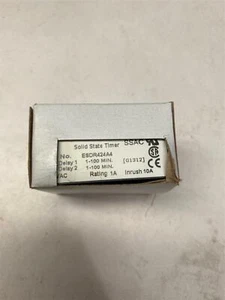 Solid State Timer SSAC
No. ESDR424A4
Delay 1 1-100 MIN. [01312]
Delay 2 1-100 MIN.
VAC Rating: 1A Inrush 10A